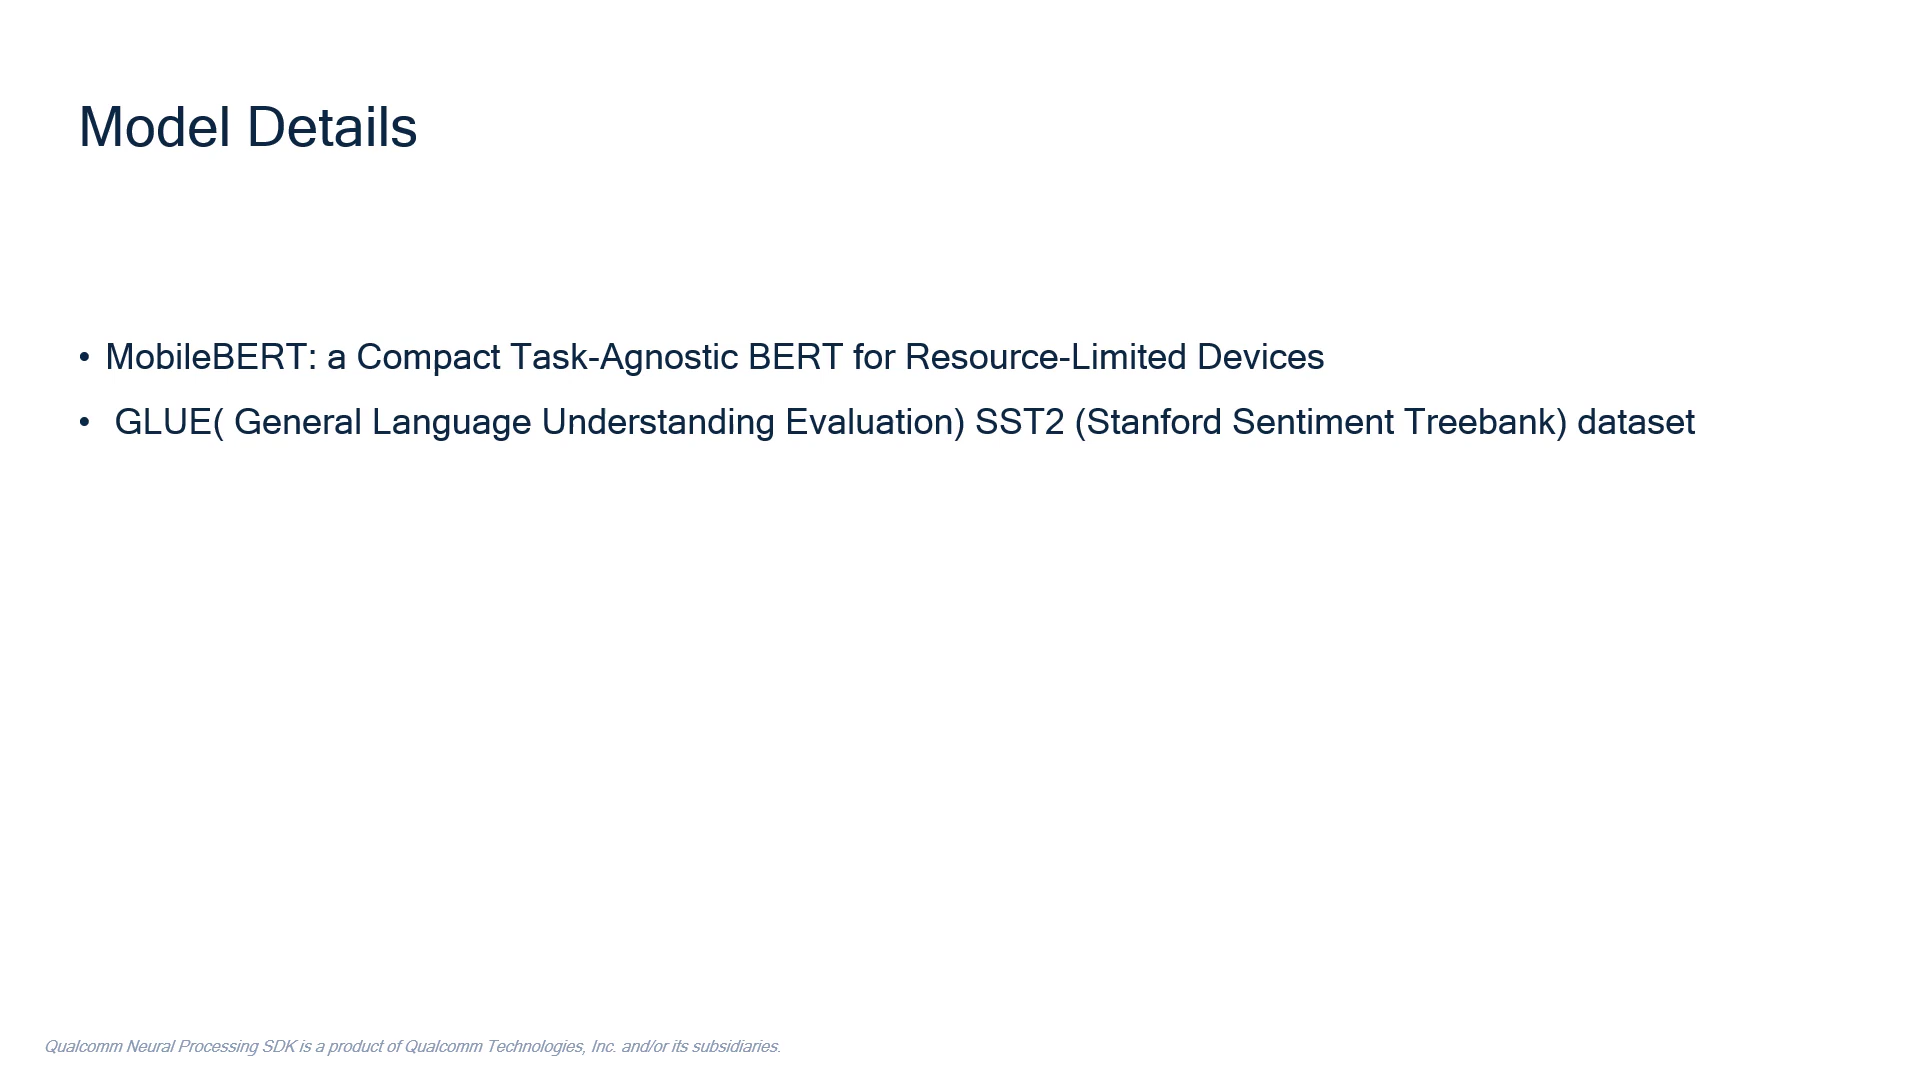 Model Details
• MobileBERT: a Compact Task-Agnostic BERT for Resource-Limited Devices
• GLUE( General Language Understanding Evaluation) SST2 (Stanford Sentiment Treebank) dataset
Qualcomm Neural Processing SDK is a product of Qualcomm Technologies, Inc. and/or its subsidiaries.